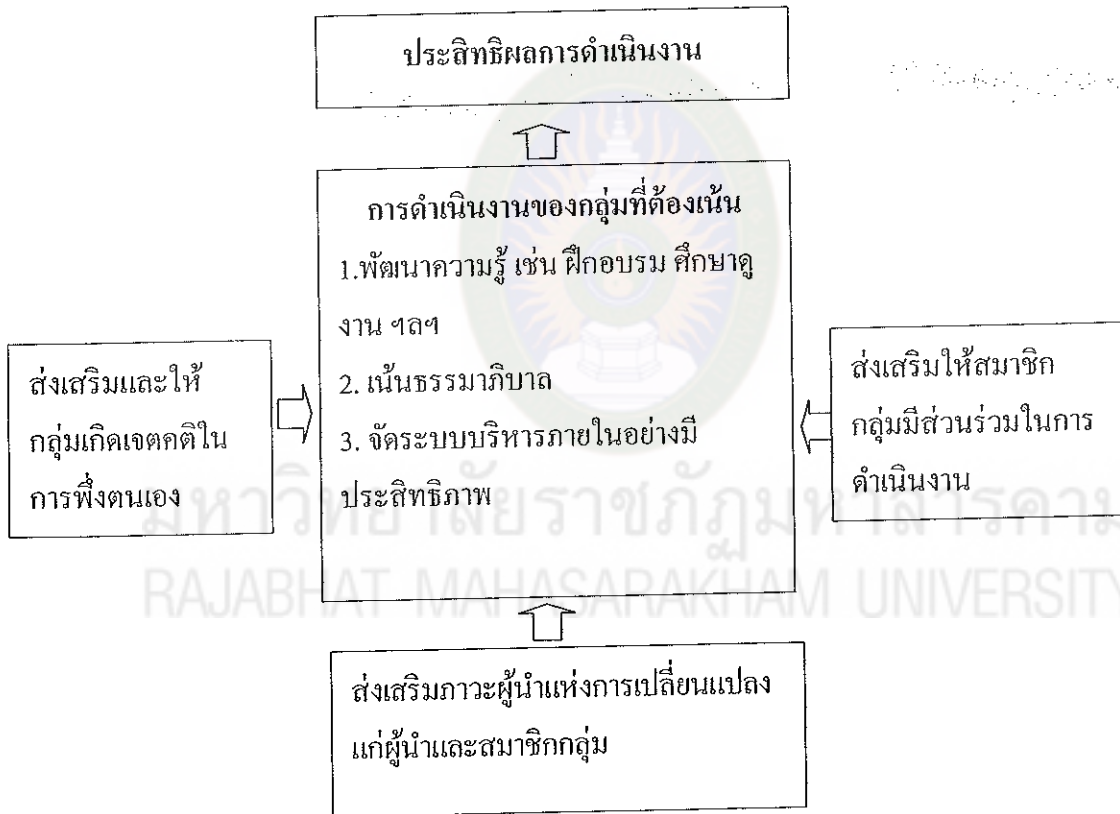 ประสิทธิผลการดำเนินงาน
การดำเนินงานของกลุ่มที่ต้องเน้น
1.พัฒนาความรู้ เช่น ฝึกอบรม ศึกษาดู
งาน ฯลฯ
2. เน้นธรรมาภิบาล
3. จัดระบบบริหารภายในอย่างมี
ประสิทธิภาพ
ส่งเสริมและให้
กลุ่มเกิดเจตคติใน
การพึ่งตนเอง
ส่งเสริมให้สมาชิก
กลุ่มมีส่วนร่วมในการ
ดำเนินงาน
มหาวิทยาลัยราชภัฏมหาสารคาม
RAJABHAT MAHASARAKHAM UNIVERSITY
ส่งเสริมภาวะผู้นำแห่งการเปลี่ยนแปลง
แก่ผู้นำและสมาชิกกลุ่ม